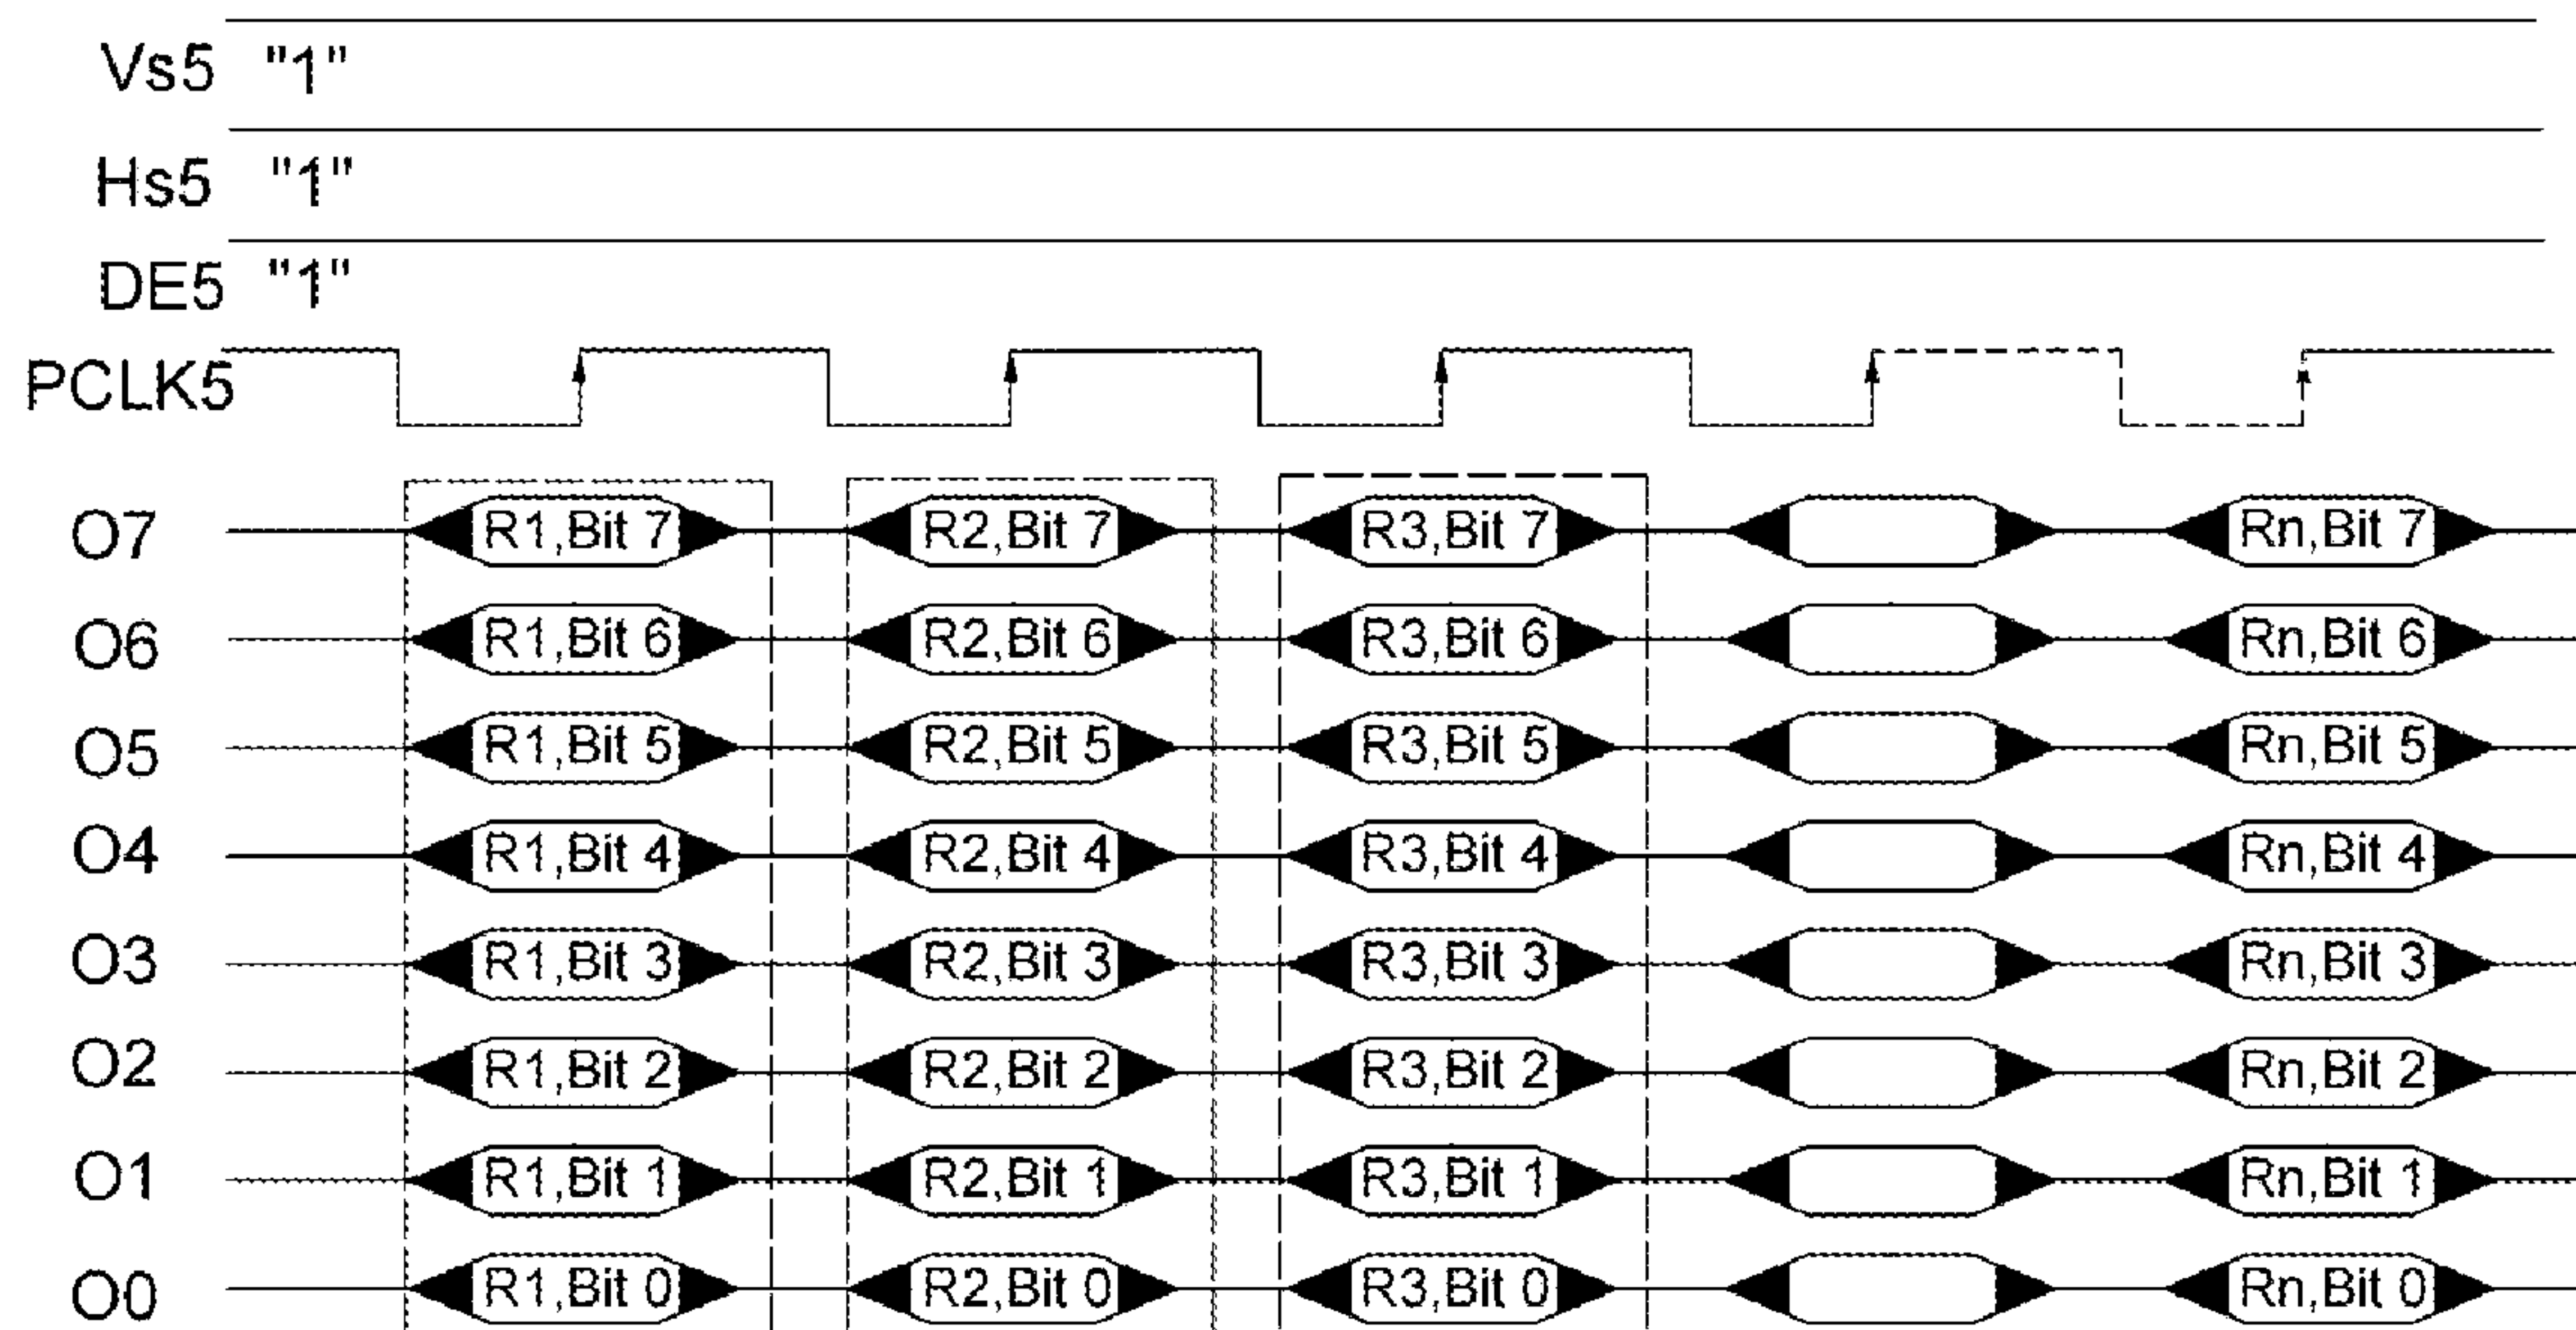 Vs5 "1"
Hs5 "1"
DE5 "1"
PCLK5
O7 R1,Bit 7 R2,Bit 7 R3,Bit 7 Rn,Bit 7
O6 R1,Bit 6 R2,Bit 6 R3,Bit 6 Rn,Bit 6
O5 R1,Bit 5 R2,Bit 5 R3,Bit 5 Rn,Bit 5
O4 R1,Bit 4 R2,Bit 4 R3,Bit 4 Rn,Bit 4
O3 R1,Bit 3 R2,Bit 3 R3,Bit 3 Rn,Bit 3
O2 R1,Bit 2 R2,Bit 2 R3,Bit 2 Rn,Bit 2
O1 R1,Bit 1 R2,Bit 1 R3,Bit 1 Rn,Bit 1
O0 R1,Bit 0 R2,Bit 0 R3,Bit 0 Rn,Bit 0